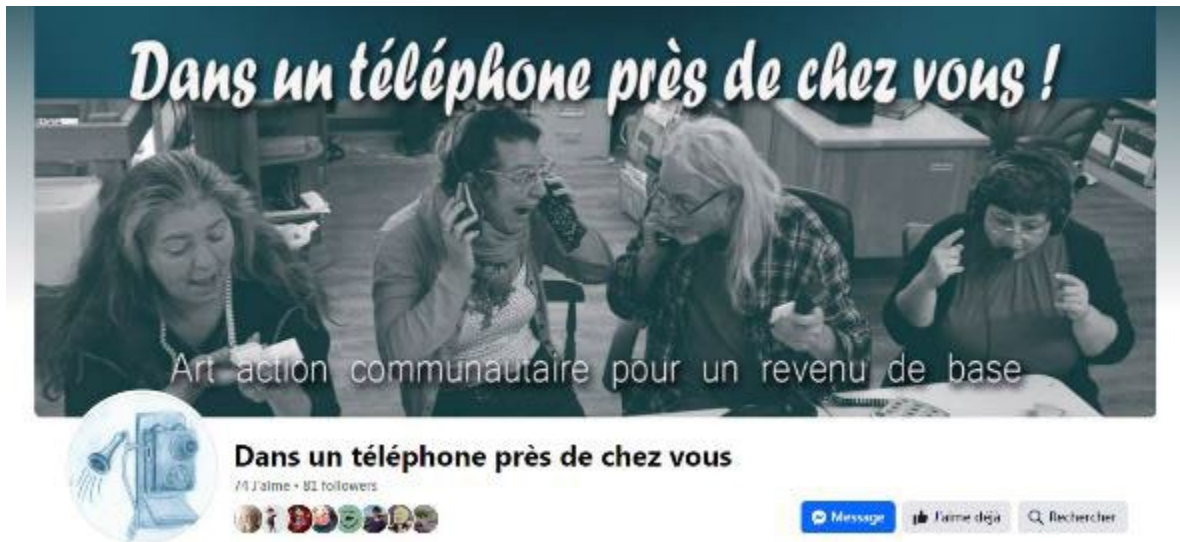 Dans un téléphone près de chez vous !
Art action communautaire pour un revenu de base
Dans un téléphone près de chez vous
74 J'aime • 81 followers
Message
J'aime déjà
Rechercher